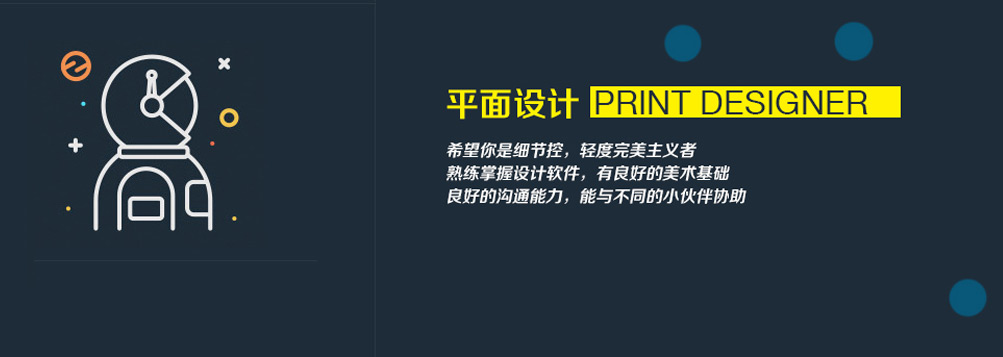 平面设计 PRINT DESIGNER
希望你是细节控，轻度完美主义者
熟练掌握设计软件，有良好的美术基础
良好的沟通能力，能与不同的小伙伴协助